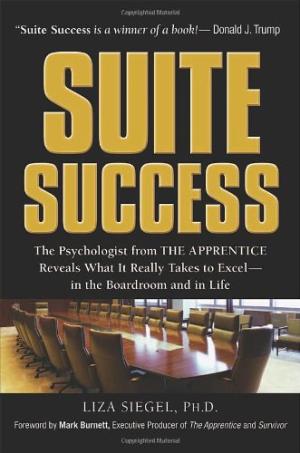 “Suite Success is a winner of a book!— Donald J. Trump
SUITE
SUCCESS
The Psychologist from THE APPRENTICE
Reveals What It Really Takes to Excel—
in the Boardroom and in Life
LIZA SIEGEL, PH.D.
Foreword by Mark Burnett, Executive Producer of The Apprentice and Survivor